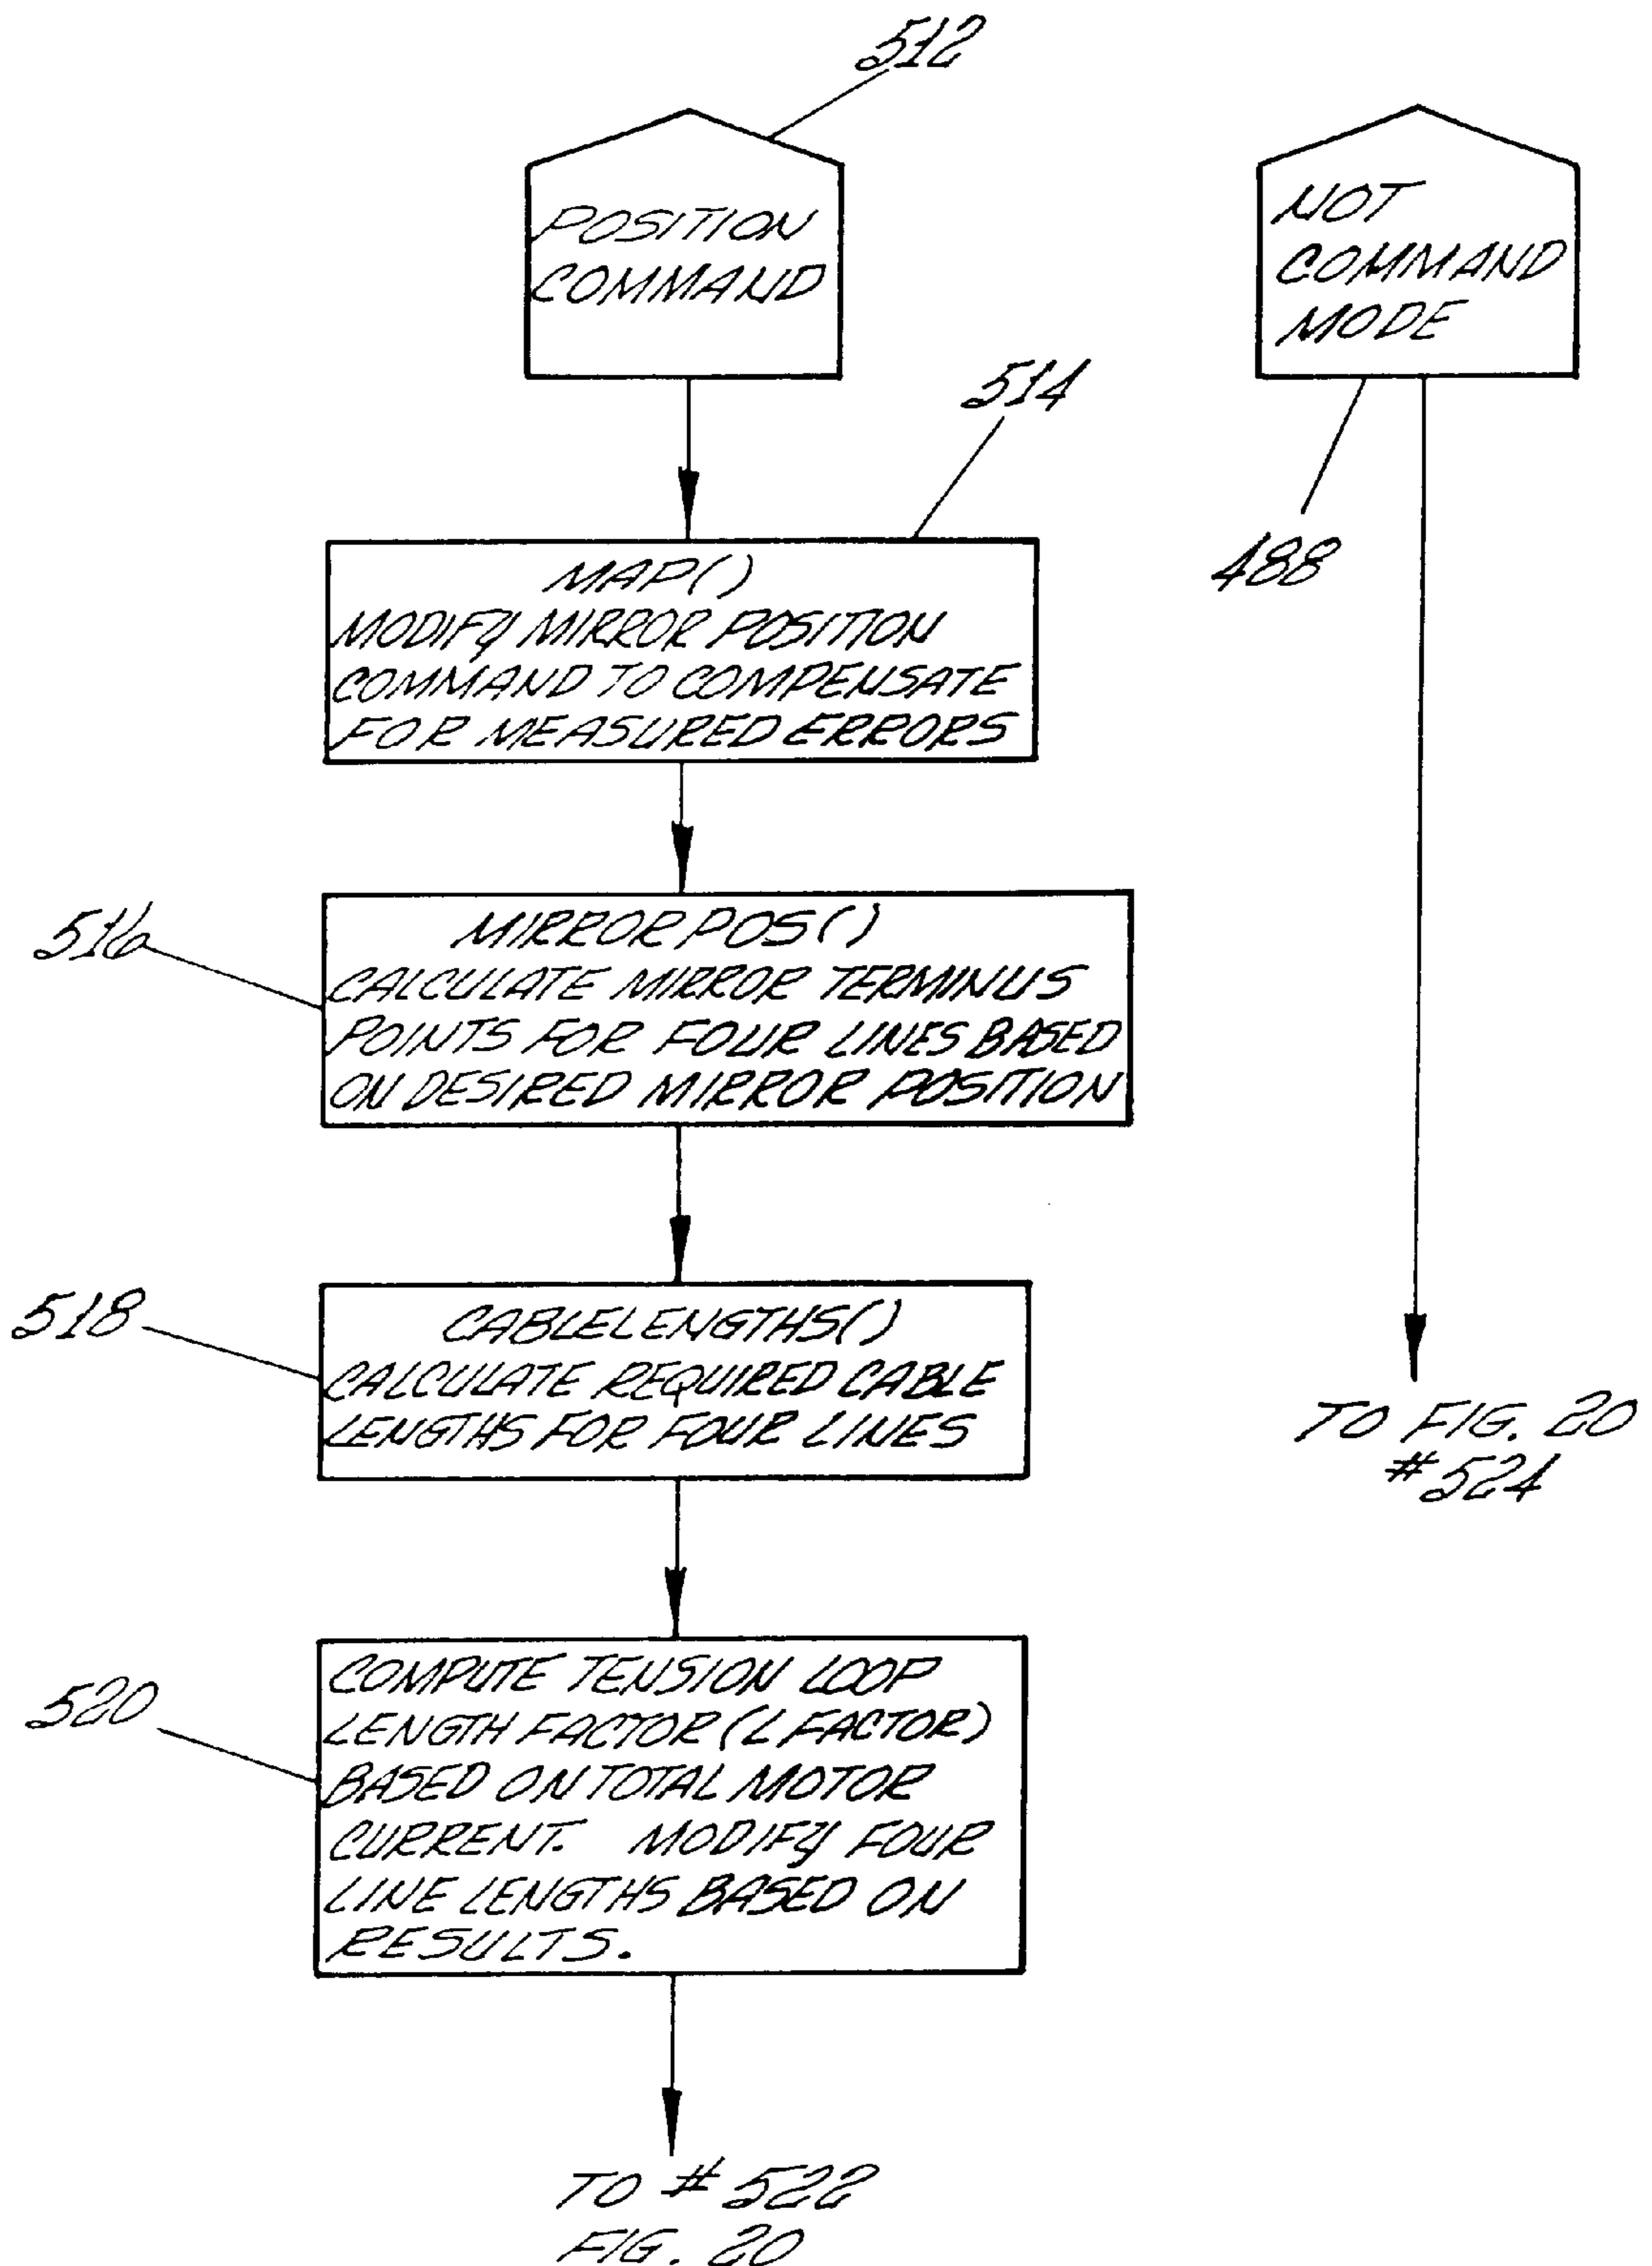 512
POSITION
COMMAND
NOT
COMMAND
MODE
514
488
MAP()
MODIFY MIRROR POSITION
COMMAND TO COMPENSATE
FOR MEASURED ERRORS
516
MIRRORPOS()
CALCULATE MIRROR TERMINUS
POINTS FOR FOUR LINES BASED
ON DESIRED MIRROR POSITION
518
CABLELENGTHS()
CALCULATE REQUIRED CABLE
LENGTHS FOR FOUR LINES
TO FIG. 20
#524
520
COMPUTE TENSION LOOP
LENGTH FACTOR (LFACTOR)
BASED ON TOTAL MOTOR
CURRENT. MODIFY FOUR
LINE LENGTHS BASED ON
RESULTS.
TO #522
FIG. 20